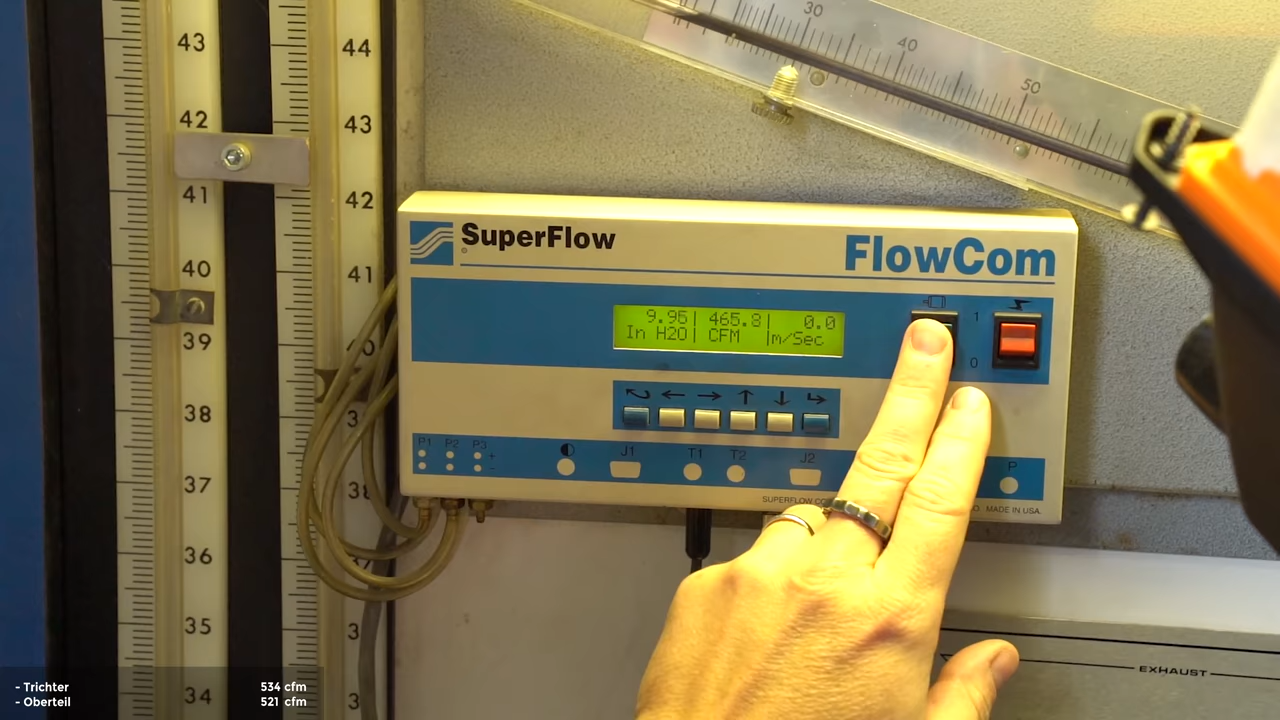 43
42
41
40
39
38
37
36
35
34
44
43
42
41
30
40
50
SuperFlow
FlowCom
9.95| 465.8| 0.0
In H2O| CFM |m/Sec
1
0
P1 P2 P3
+
-
J1
T1 T2
J2
P
MADE IN USA.
EXHAUST
- Trichter 534 cfm
- Oberteil 521 cfm